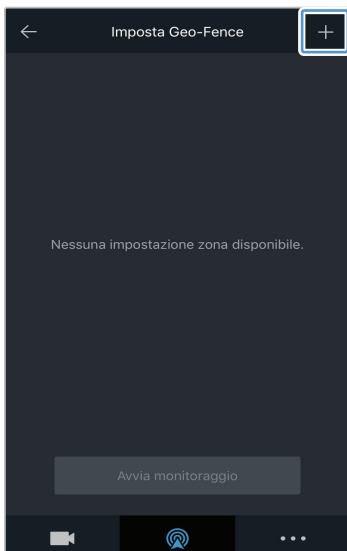 Imposta Geo-Fence
Nessuna impostazione zona disponibile.
Avvia monitoraggio